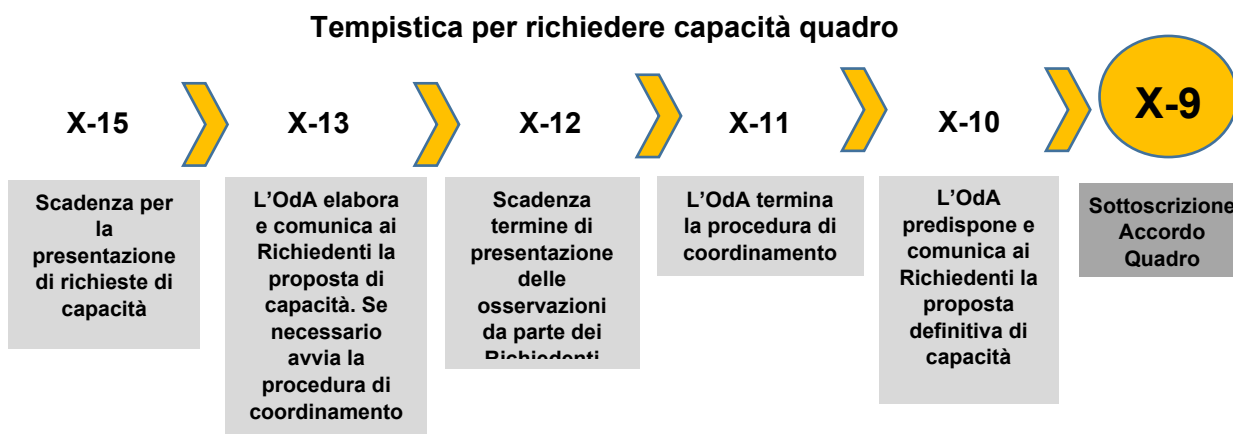 Tempistica per richiedere capacità quadro
X-15
X-13
X-12
X-11
X-10
X-9
Scadenza per
la
presentazione
di richieste di
capacità
L’OdA elabora
e comunica ai
Richiedenti la
proposta di
capacità. Se
necessario
avvia la
procedura di
coordinamento
Scadenza
termine di
presentazione
delle
osservazioni
da parte dei
Richiedenti
L’OdA termina
la procedura di
coordinamento
L’OdA
predispone e
comunica ai
Richiedenti la
proposta
definitiva di
capacità
Sottoscrizione
Accordo
Quadro